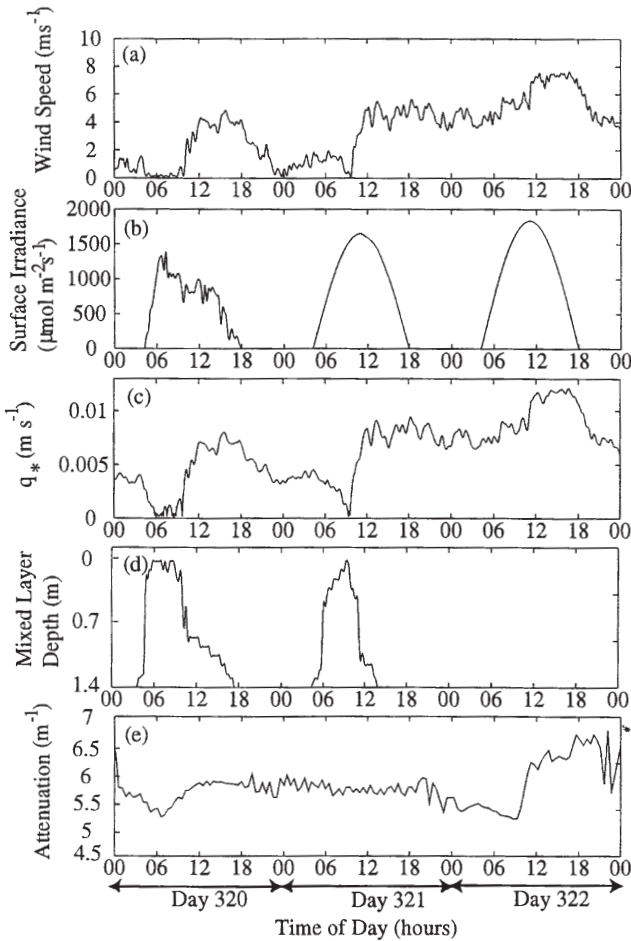 (a)
Wind Speed (ms⁻¹)
10
8
6
4
2
0
00 06 12 18 00 06 12 18 00 06 12 18 00
(b)
Surface Irradiance
(μmol m⁻²s⁻¹)
2000
1500
1000
500
0
00 06 12 18 00 06 12 18 00 06 12 18 00
(c)
q* (m s⁻¹)
0.01
0.005
0
00 06 12 18 00 06 12 18 00 06 12 18 00
(d)
Mixed Layer
Depth (m)
0
0.7
1.4
00 06 12 18 00 06 12 18 00 06 12 18 00
(e)
Attenuation (m⁻¹)
7
6.5
6
5.5
5
4.5
00 06 12 18 00 06 12 18 00 06 12 18 00
Day 320 Day 321 Day 322
Time of Day (hours)